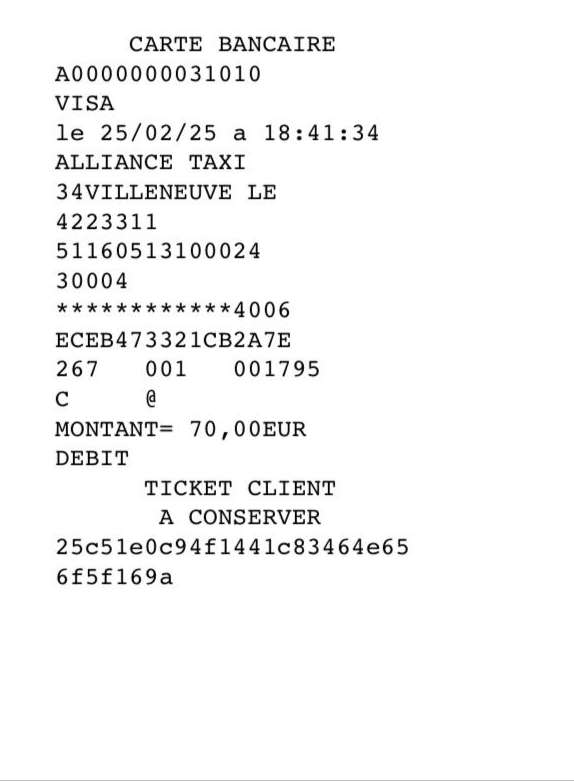 CARTE BANCAIRE
A0000000031010
VISA
le 25/02/25 a 18:41:34
ALLIANCE TAXI
34VILLENEUVE LE
4223311
51160513100024
30004
************4006
ECEB473321CB2A7E
267 001 001795
C @
MONTANT= 70,00EUR
DEBIT
TICKET CLIENT
A CONSERVER
25c51e0c94f1441c83464e65
6f5f169a